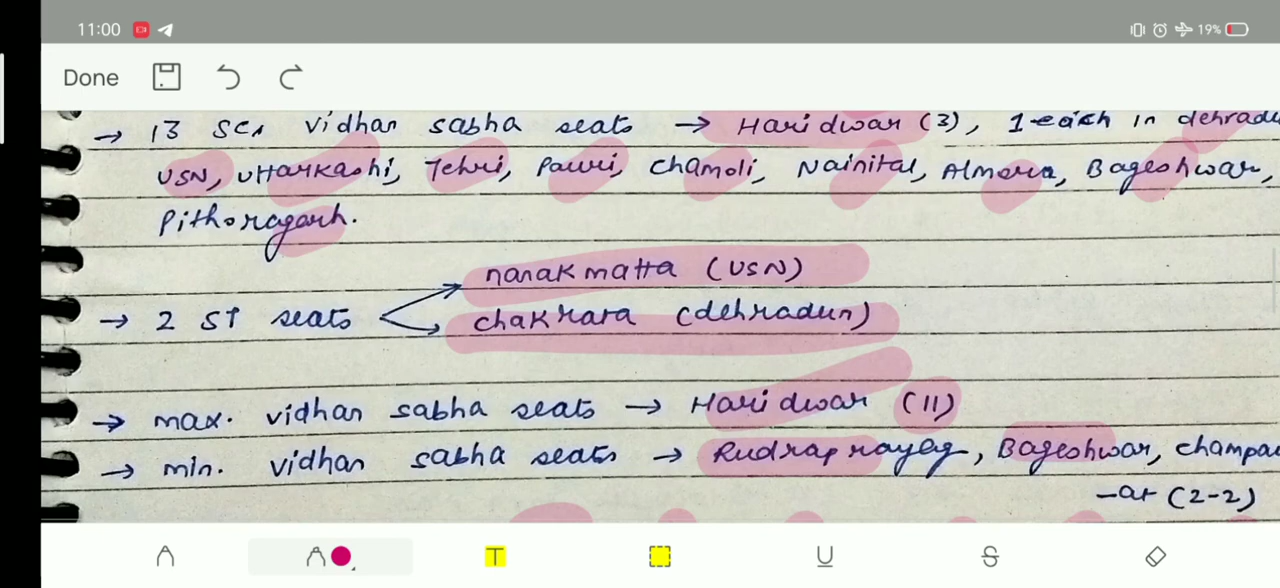 11:00 19%
Done
→ 13 SCs vidhan sabha seats → Haridwar (3), 1 each in dehradu
USN, Uttarkashi, Tehri, Pauri, Chamoli, Nainital, Almora, Bageshwar,
Pithoragarh.
nanakmatta (USN)
→ 2 ST seats
chakrara (dehradun)
→ max. vidhan sabha seats → Haridwar (11)
→ min. vidhan sabha seats → Rudraprayag, Bageshwar, champa
-at (2-2)
T U S